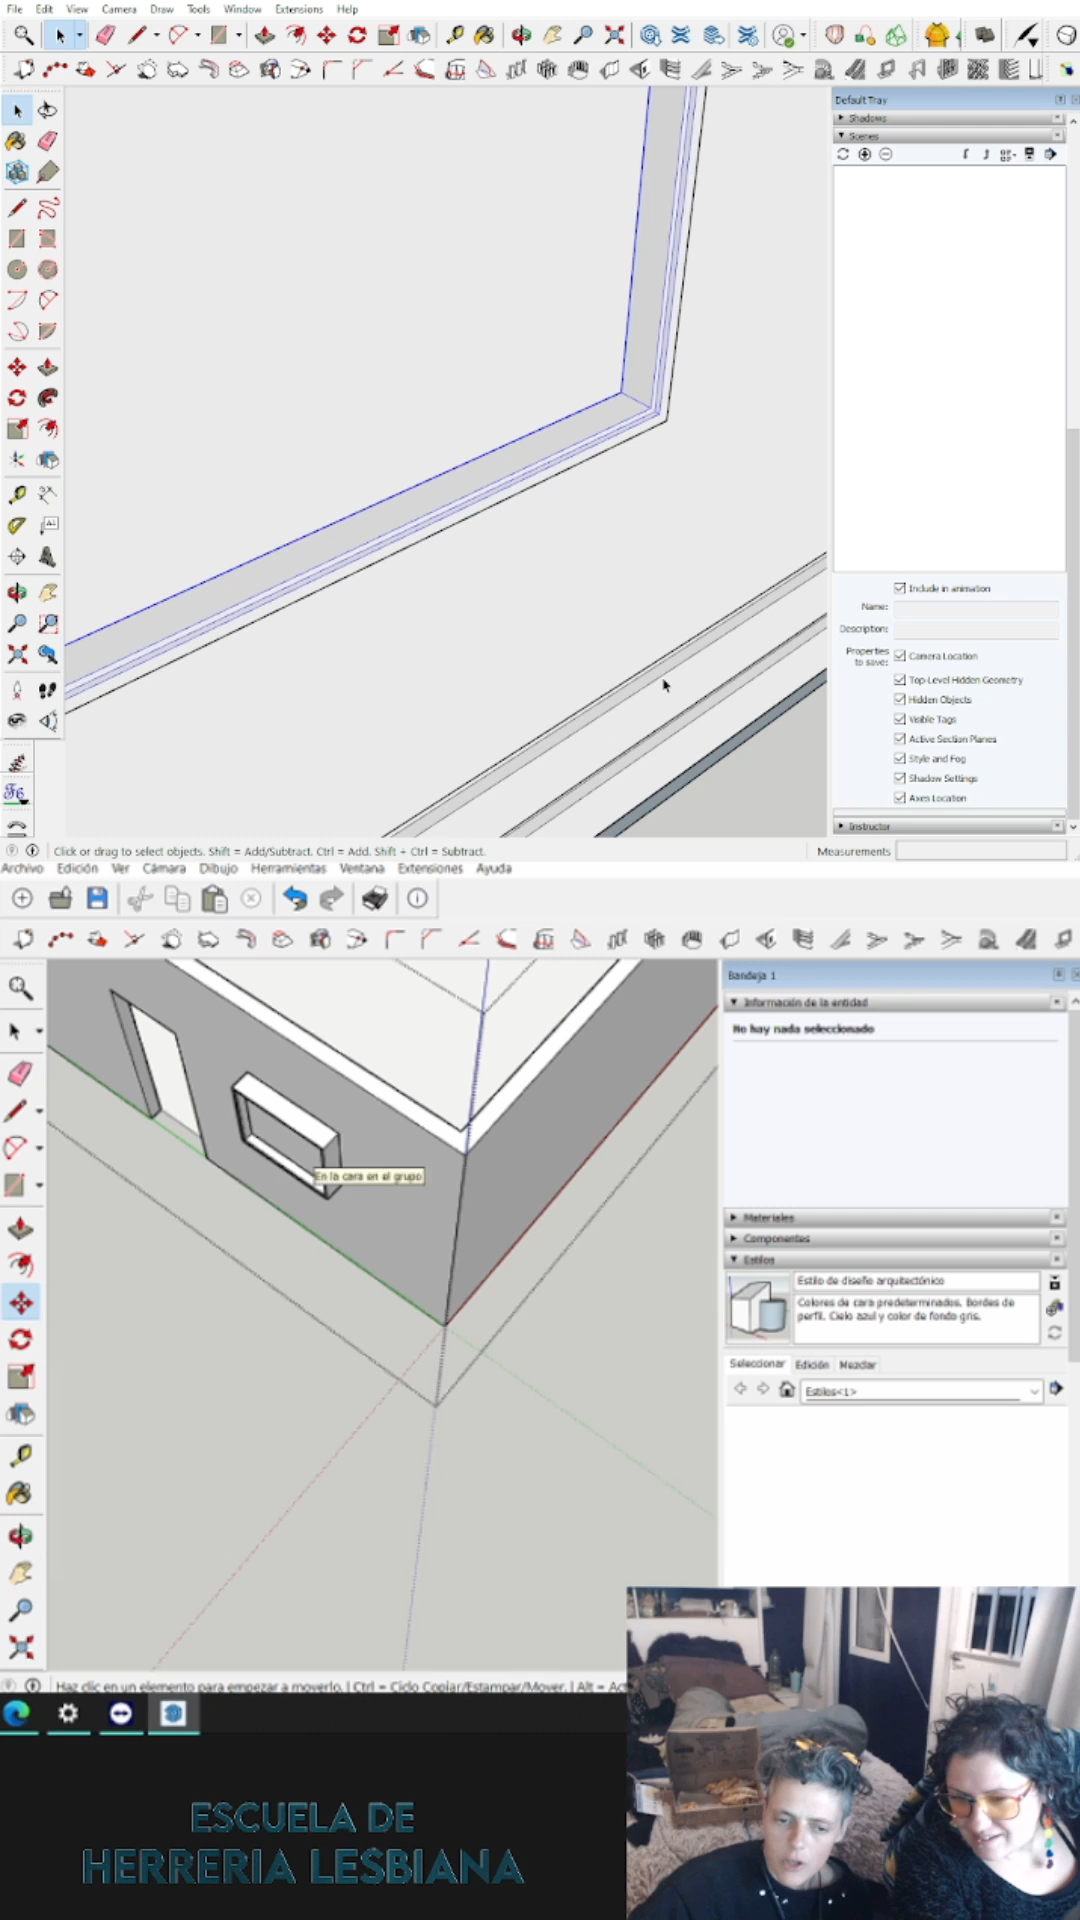 File Edit View Camera Draw Tools Window Extensions Help
Default Tray
Shadows
Scenes
Include in animation
Name:
Description:
Properties to save:
Camera Location
Top-Level Hidden Geometry
Hidden Objects
Visible Tags
Active Section Planes
Style and Fog
Shadow Settings
Axes Location
Instructor
Click or drag to select objects. Shift = Add/Subtract. Ctrl = Add. Shift + Ctrl = Subtract.
Measurements
Archivo Edición Ver Cámara Dibujo Herramientas Ventana Extensiones Ayuda
Bandeja 1
Información de la entidad
No hay nada seleccionado
En la cara en el grupo
Materiales
Componentes
Estilos
Estilo de diseño arquitectónico
Colores de cara predeterminados. Bordes de
perfil. Cielo azul y color de fondo gris.
Seleccionar Edición Mezclar
Estilos<1>
Haz clic en un elemento para empezar a moverlo. | Ctrl = Ciclo Copiar/Estampar/Mover. | Alt = Act
ESCUELA DE
HERRERIA LESBIANA